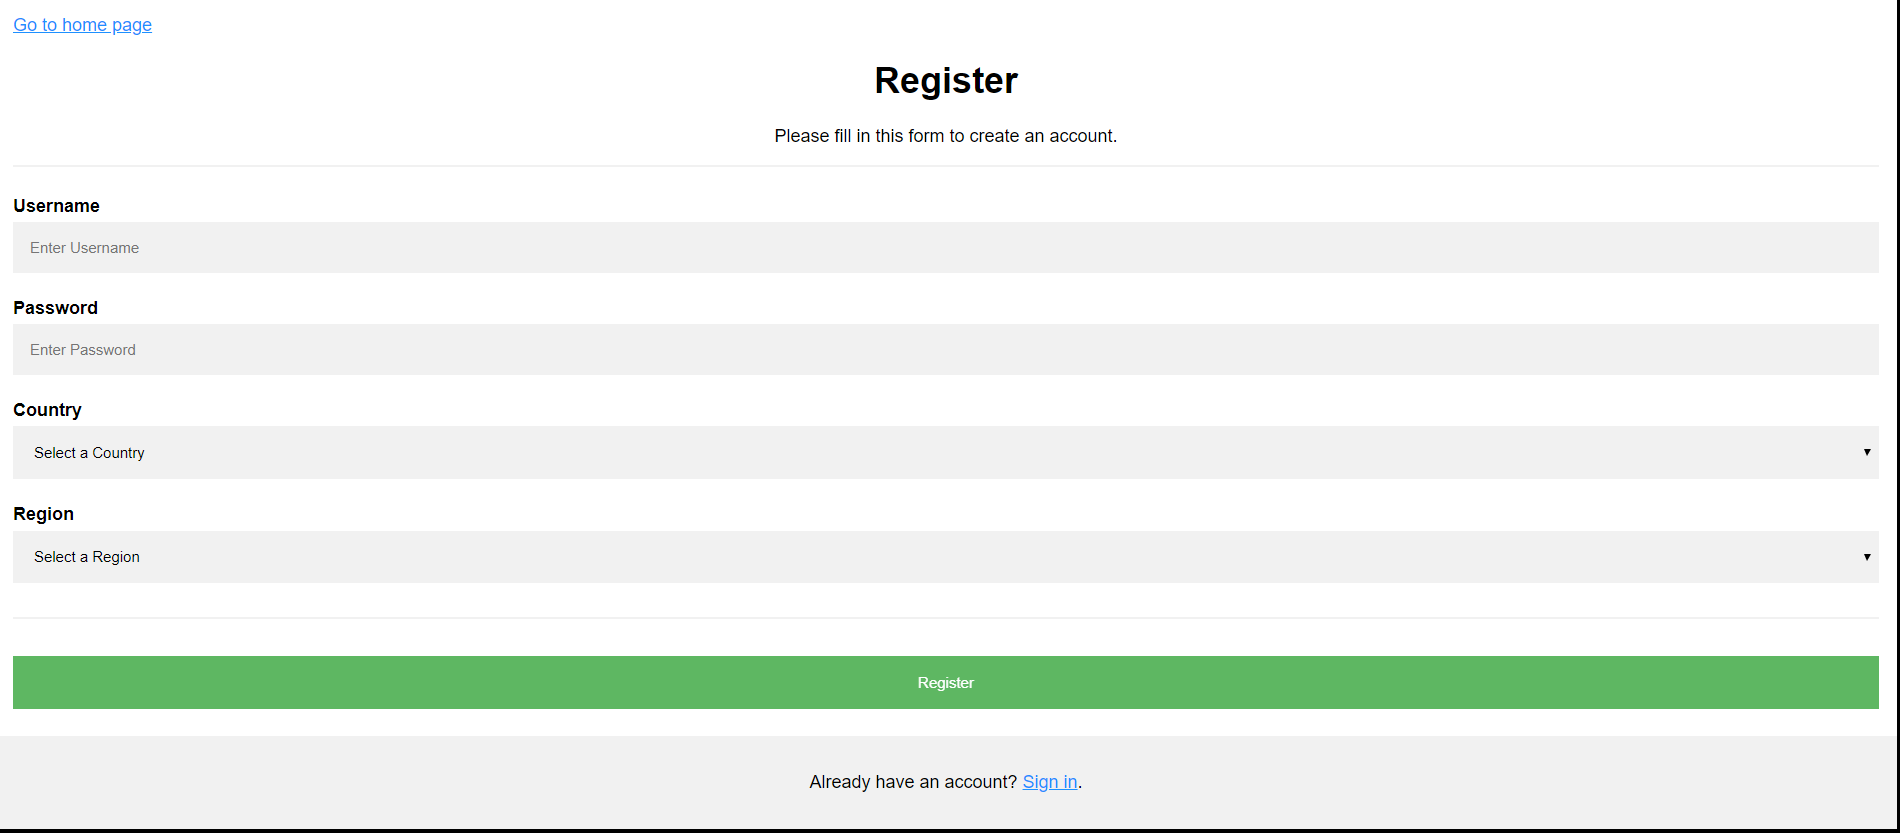 Go to home page
Register
Please fill in this form to create an account.
Username
Enter Username
Password
Enter Password
Country
Select a Country
Region
Select a Region
Register
Already have an account? Sign in.